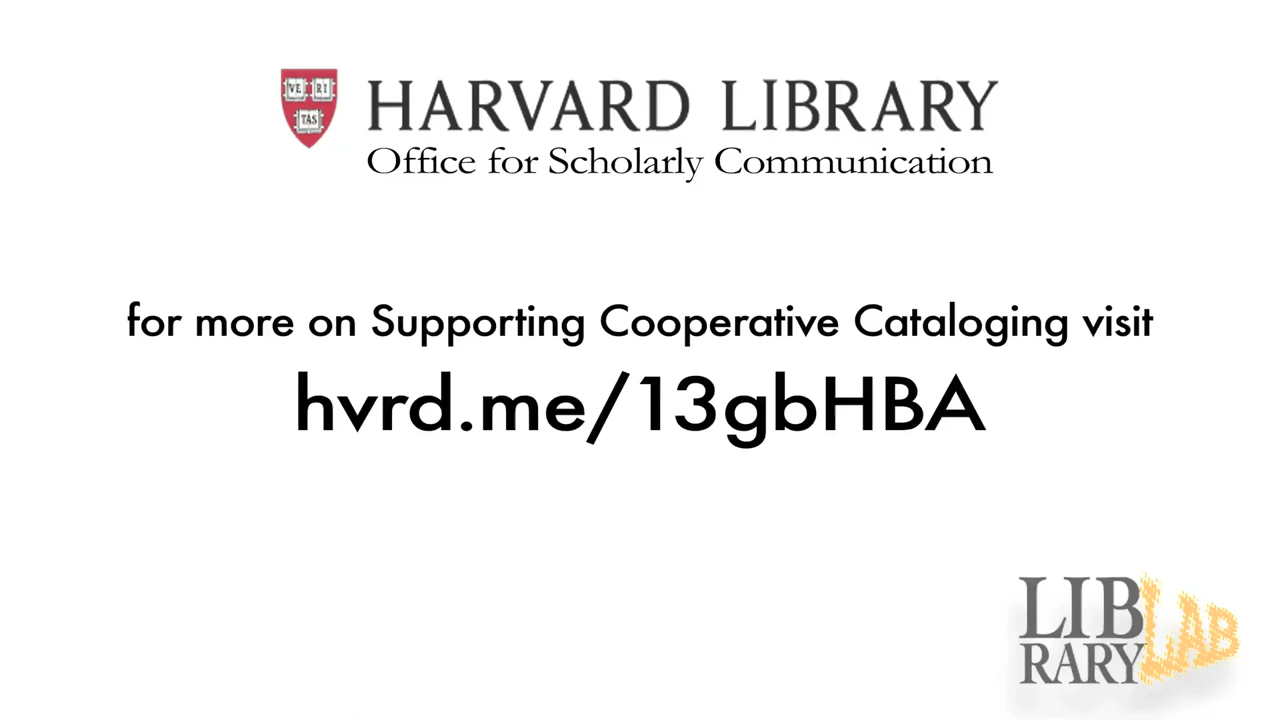 VE RI
TAS
HARVARD LIBRARY
Office for Scholarly Communication
for more on Supporting Cooperative Cataloging visit
hvrd.me/13gbHBA
LIB
RARY
LAB